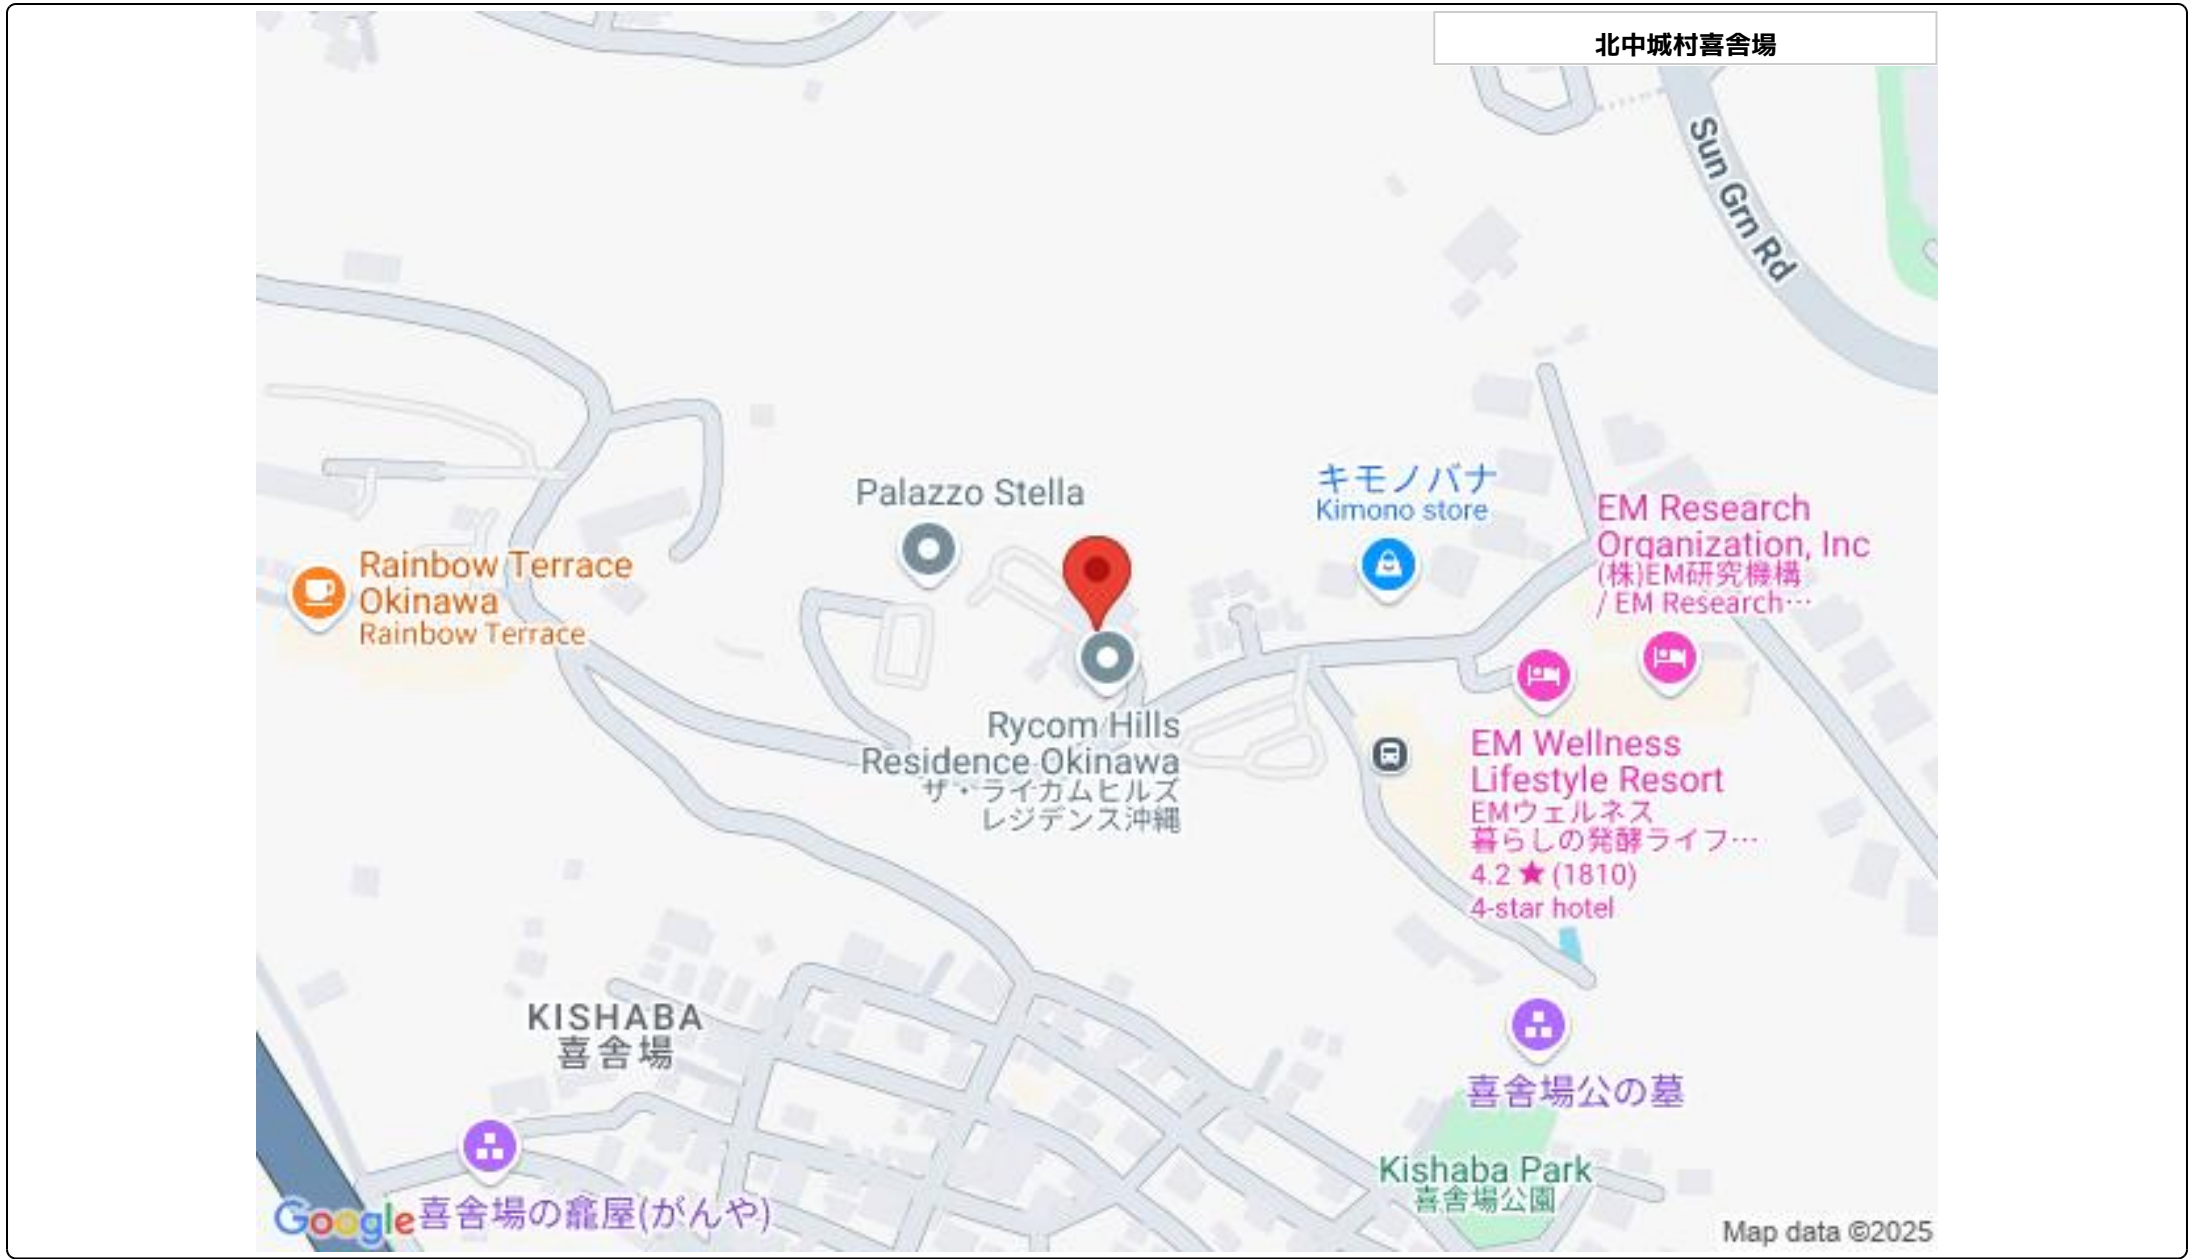 北中城村喜舎場
Sun Grn Rd
Palazzo Stella
キモノバナ
Kimono store
EM Research
Organization, Inc
(株)EM研究機構
/ EM Research…
Rainbow Terrace
Okinawa
Rainbow Terrace
Rycom Hills
Residence Okinawa
ザ・ライカムヒルズ
レジデンス沖縄
EM Wellness
Lifestyle Resort
EMウェルネス
暮らしの発酵ライフ…
4.2 ★ (1810)
4-star hotel
KISHABA
喜舎場
喜舎場公の墓
Kishaba Park
喜舎場公園
Google
喜舎場の龕屋(がんや)
Map data ©2025